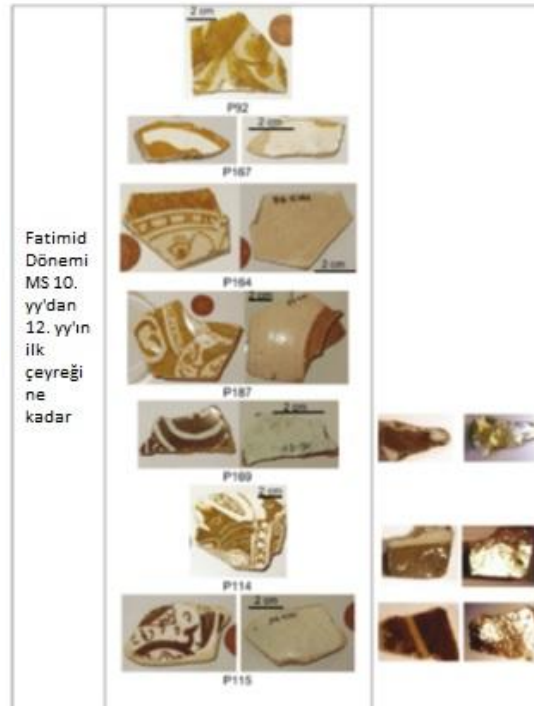 Fatimid
Dönemi
MS 10.
yy'dan
12. yy'ın
ilk
çeyreği
ne
kadar
2 cm
P92
2 cm
P167
2 cm
P164
2 cm
P187
2 cm
P169
2 cm
P114
2 cm
P115